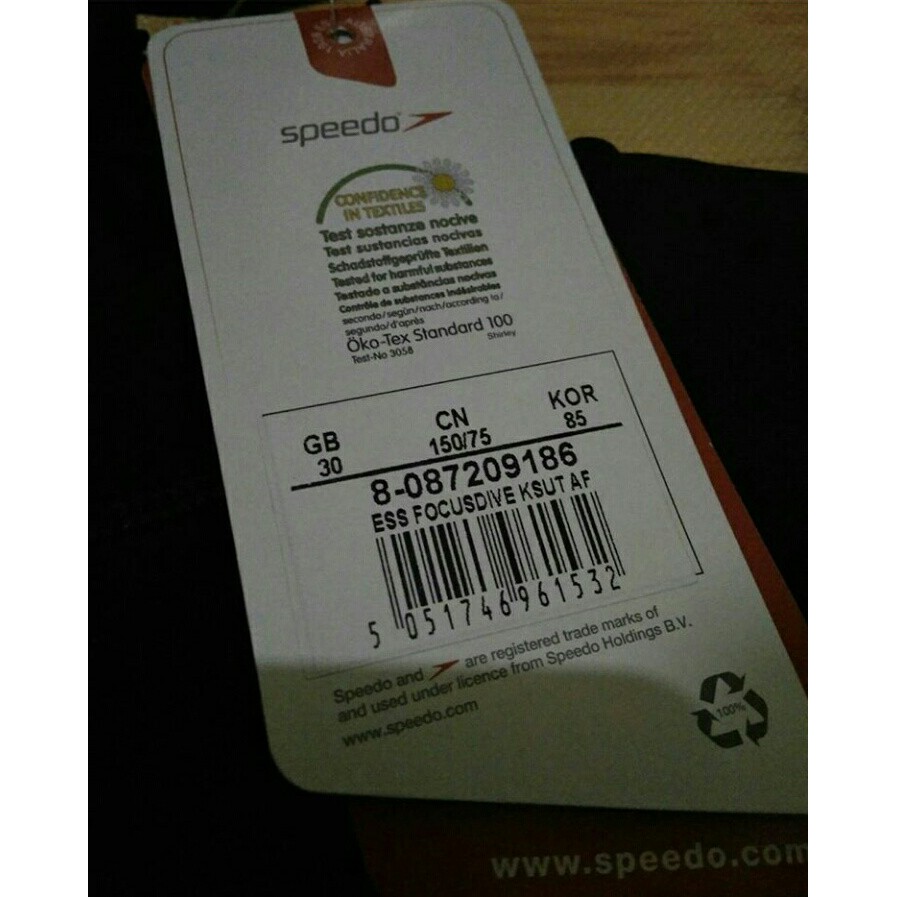 speedo
CONFIDENCE
IN TEXTILES
Test sostanze nocive
Test sustancias nocivas
Schadstoffgeprüfte Textilien
Tested for harmful substances
Testado a substâncias nocivas
Contrôle de substances indésirables
secondo/según/nach/according to/
segundo/d'après
Öko-Tex Standard 100
Test-No 3058 Shirley
GB CN KOR
30 150/75 85
8-087209186
ESS FOCUSDIVE KSUT AF
5 051746 961532
Speedo and are registered trade marks of
and used under licence from Speedo Holdings B.V.
www.speedo.com
100%
www.speedo.com